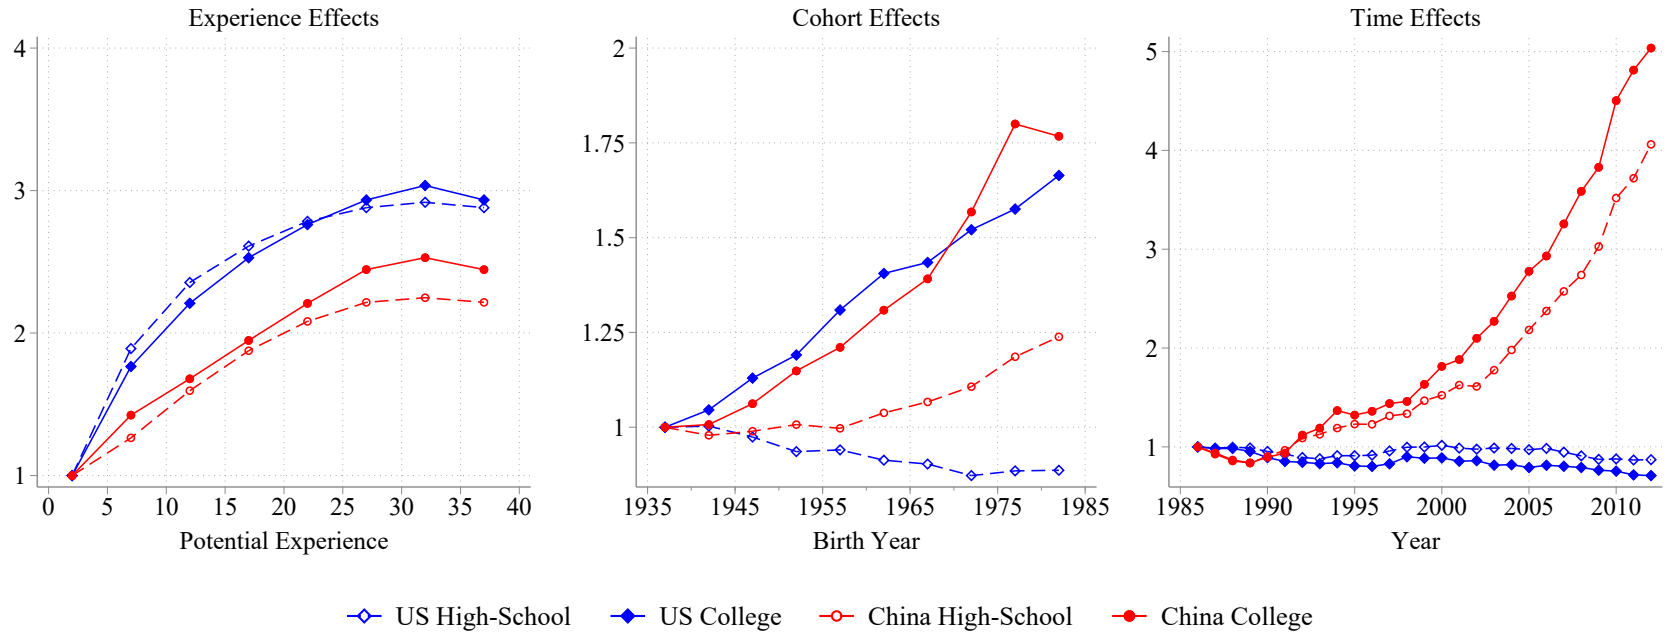 Experience Effects
4
3
2
1
0 5 10 15 20 25 30 35 40
Potential Experience
Cohort Effects
2
1.75
1.5
1.25
1
1935 1945 1955 1965 1975 1985
Birth Year
Time Effects
5
4
3
2
1
1985 1990 1995 2000 2005 2010
Year
US High-School US College China High-School China College